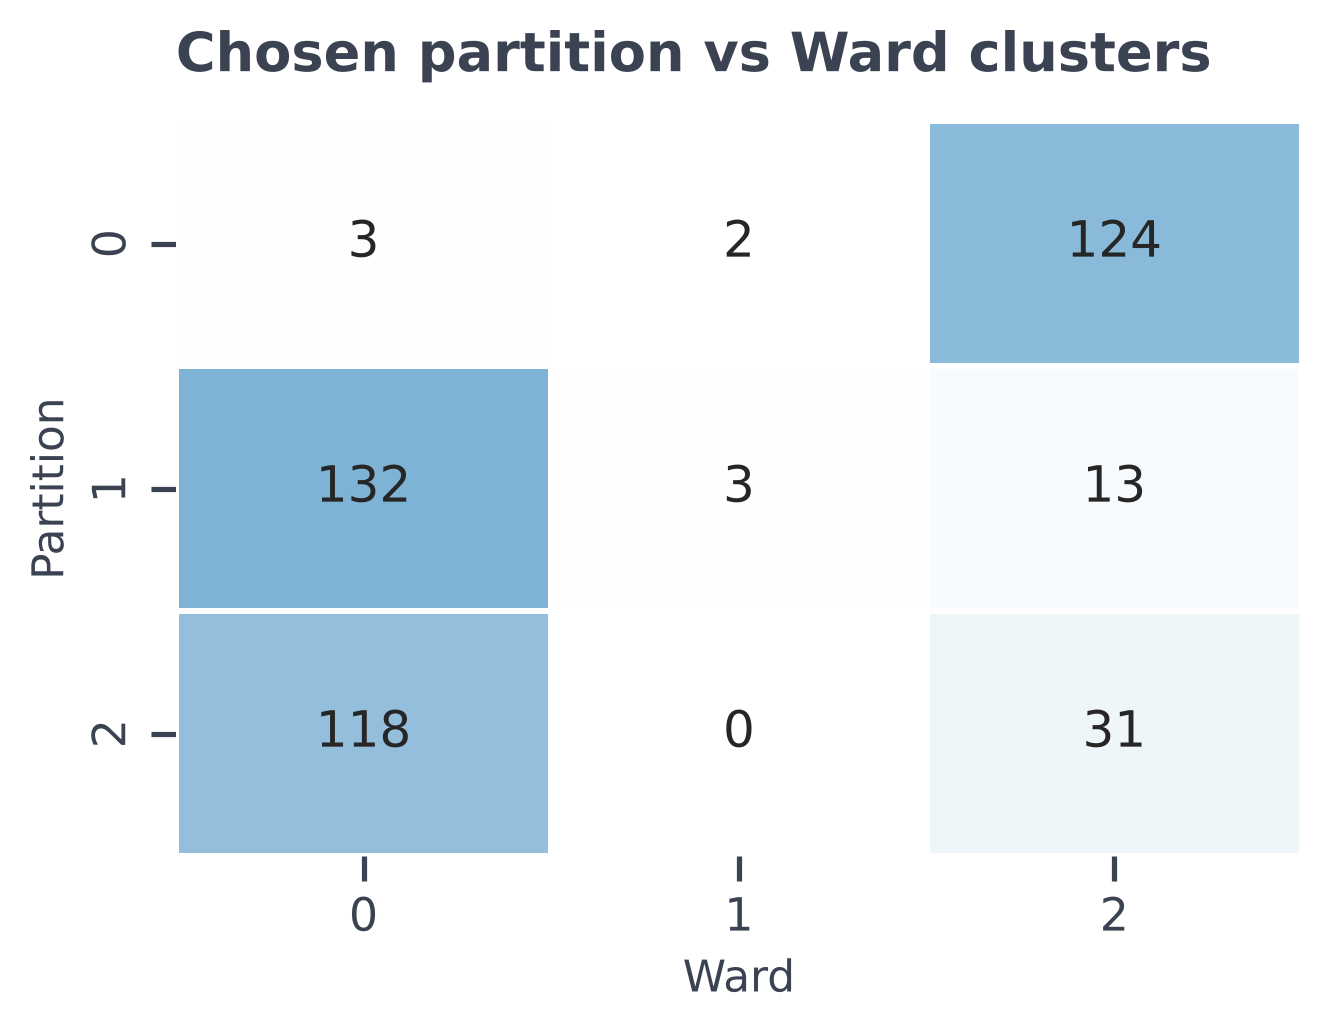 Chosen partition vs Ward clusters
0 3 2 124
1 132 3 13
2 118 0 31
Partition
0 1 2
Ward